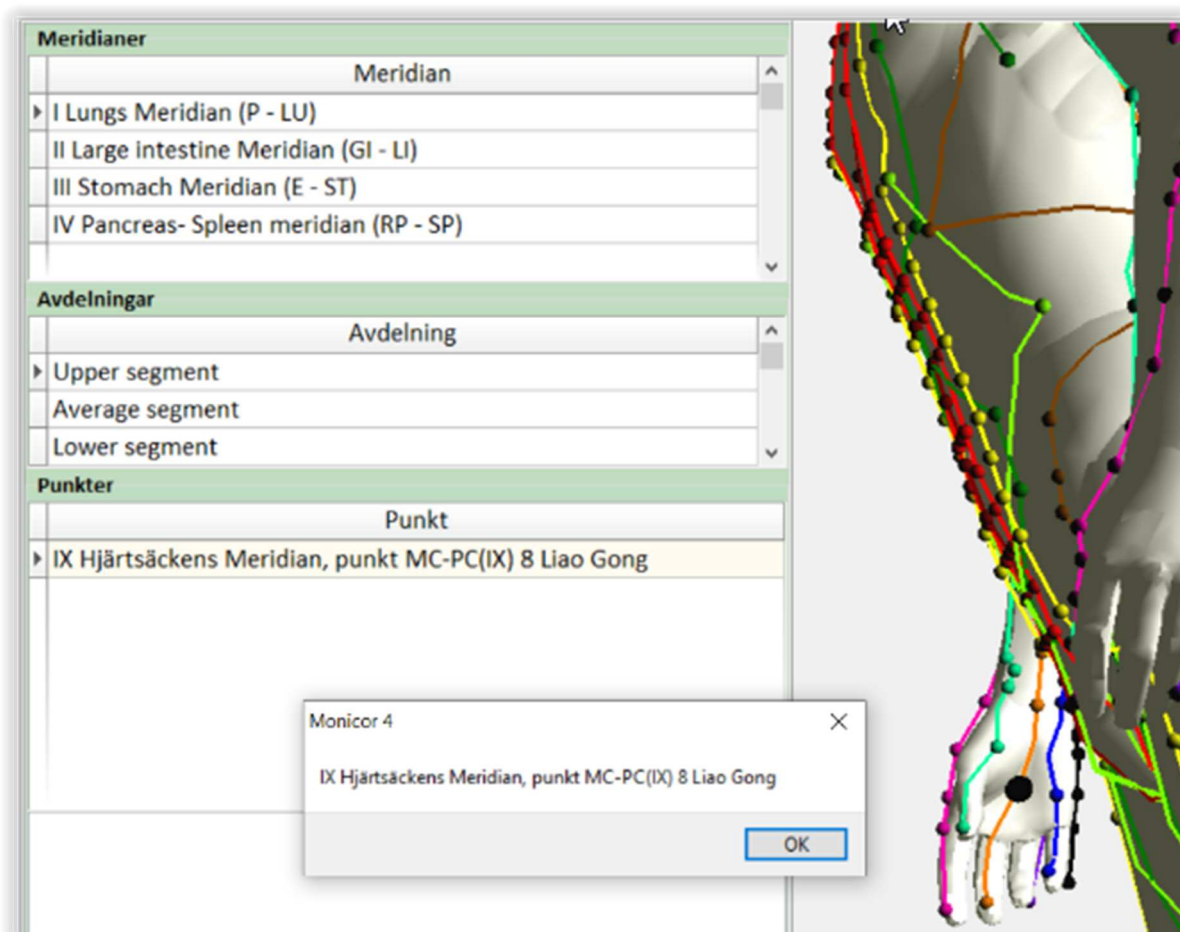 Meridianer
Meridian
I Lungs Meridian (P - LU)
II Large intestine Meridian (GI - LI)
III Stomach Meridian (E - ST)
IV Pancreas- Spleen meridian (RP - SP)
Avdelningar
Avdelning
Upper segment
Average segment
Lower segment
Punkter
Punkt
IX Hjärtsäckens Meridian, punkt MC-PC(IX) 8 Liao Gong
Monicor 4
IX Hjärtsäckens Meridian, punkt MC-PC(IX) 8 Liao Gong
OK